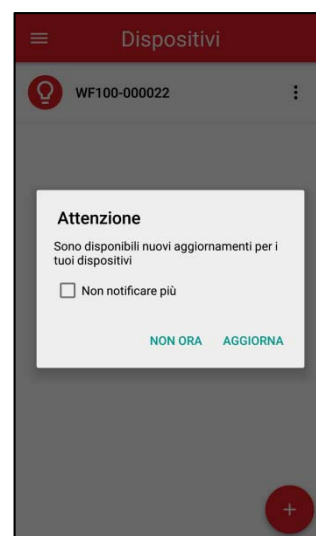 Dispositivi
WF100-000022
Attenzione
Sono disponibili nuovi aggiornamenti per i
tuoi dispositivi
Non notificare più
NON ORA AGGIORNA
+